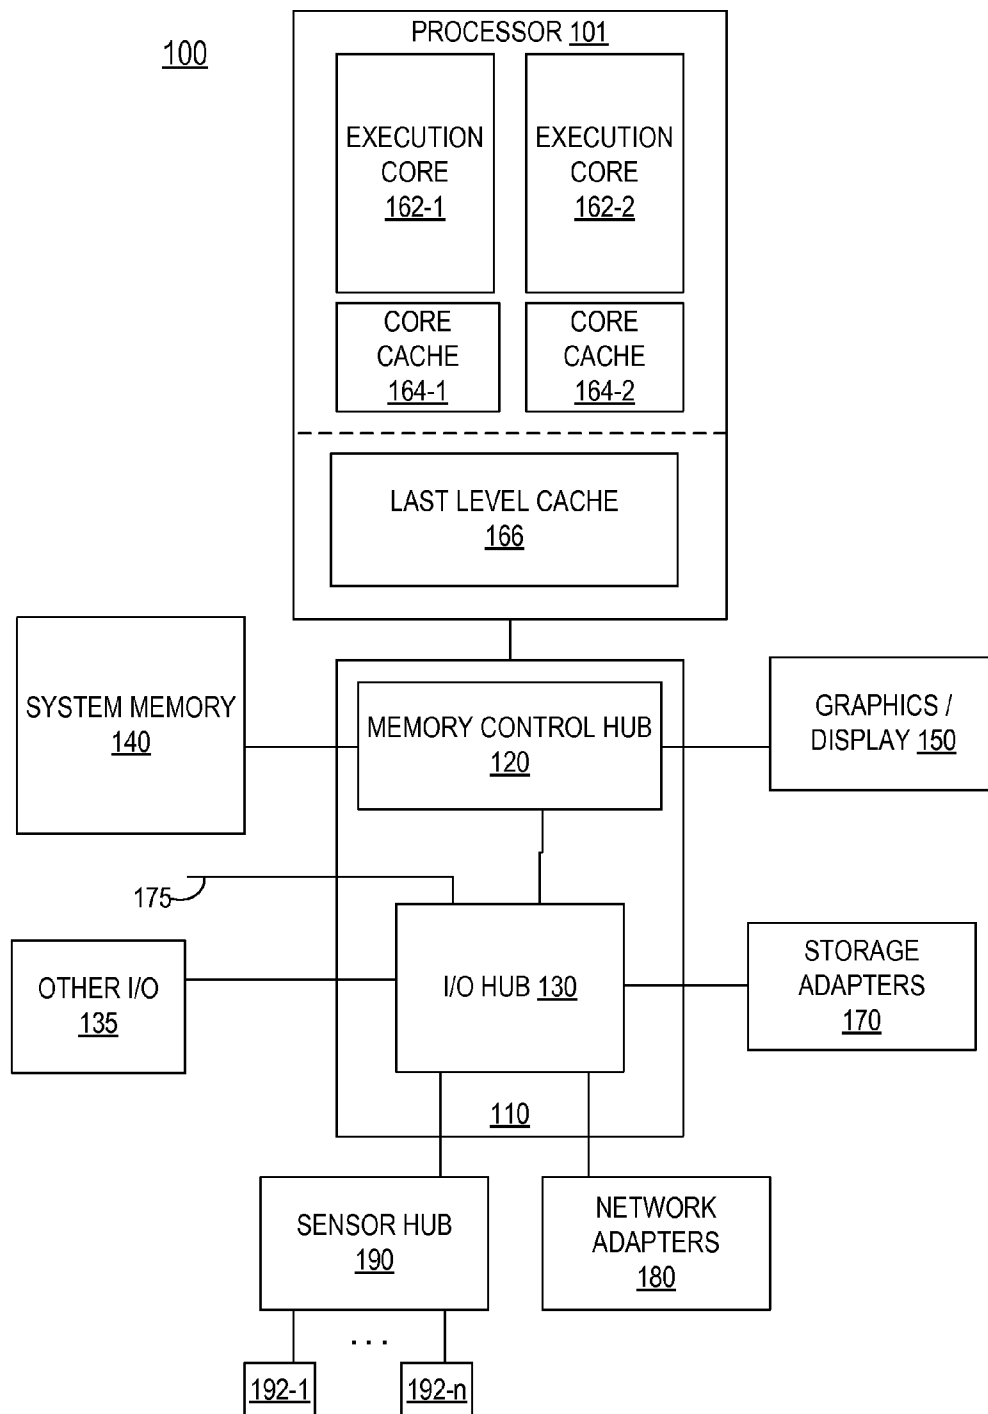 100
PROCESSOR 101
EXECUTION
CORE
162-1
EXECUTION
CORE
162-2
CORE
CACHE
164-1
CORE
CACHE
164-2
LAST LEVEL CACHE
166
SYSTEM MEMORY
140
MEMORY CONTROL HUB
120
GRAPHICS /
DISPLAY 150
175
OTHER I/O
135
I/O HUB 130
STORAGE
ADAPTERS
170
110
SENSOR HUB
190
NETWORK
ADAPTERS
180
...
192-1
192-n